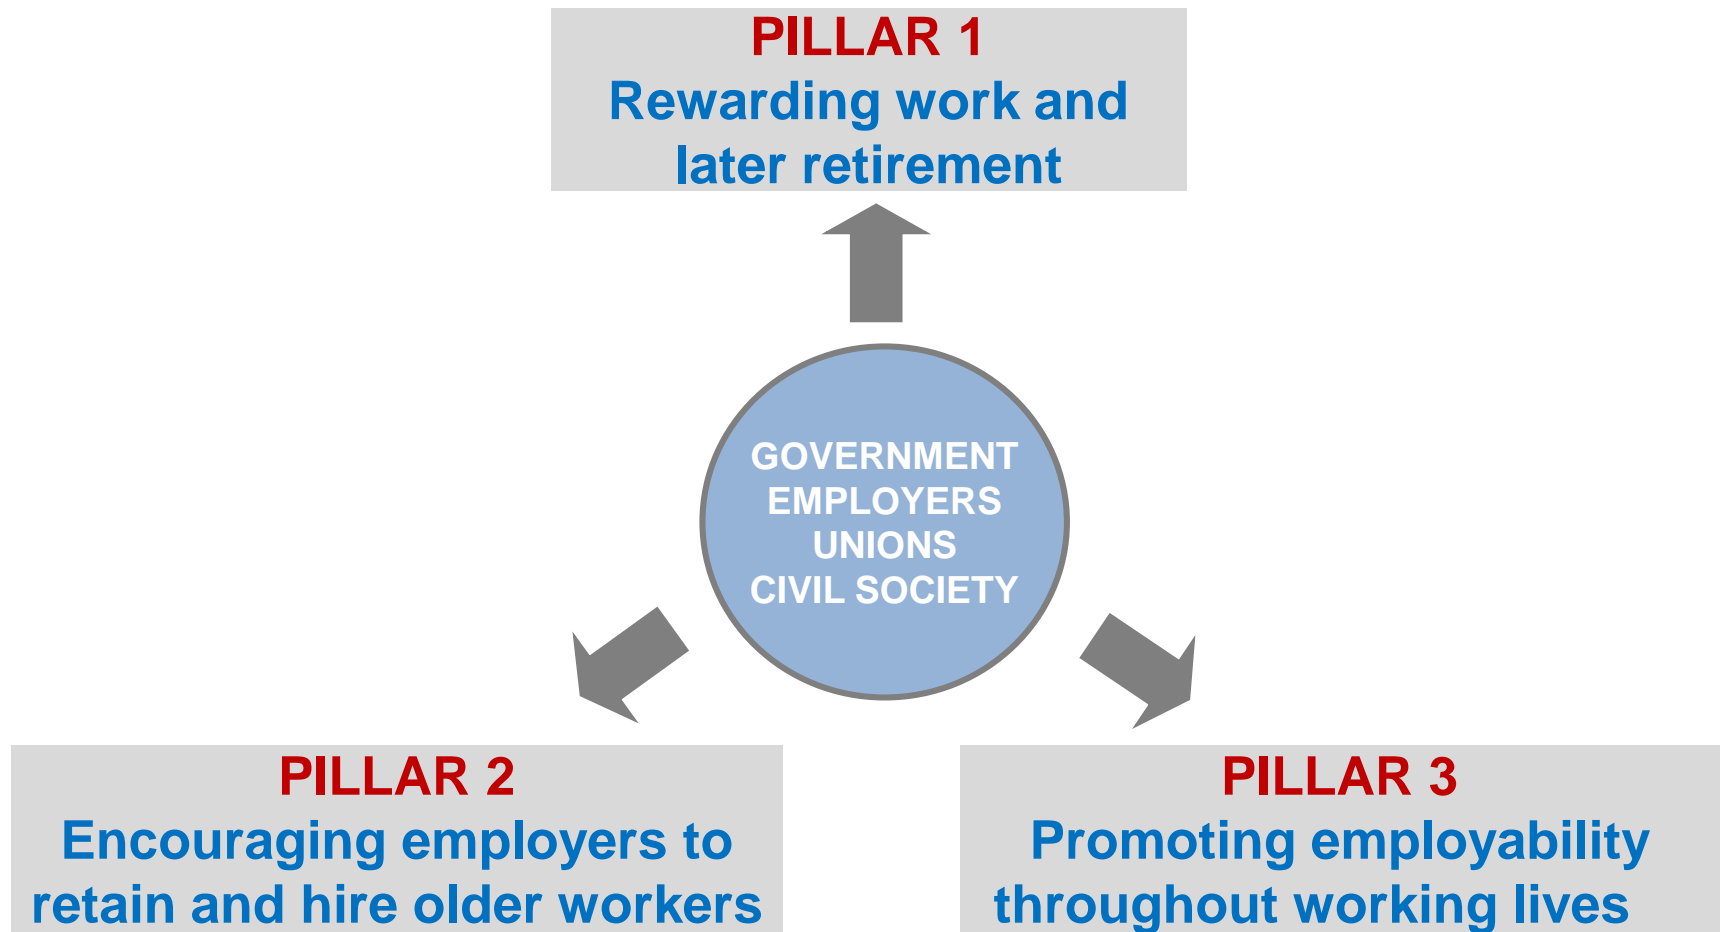 PILLAR 1
Rewarding work and
later retirement
GOVERNMENT
EMPLOYERS
UNIONS
CIVIL SOCIETY
PILLAR 2
Encouraging employers to
retain and hire older workers
PILLAR 3
Promoting employability
throughout working lives